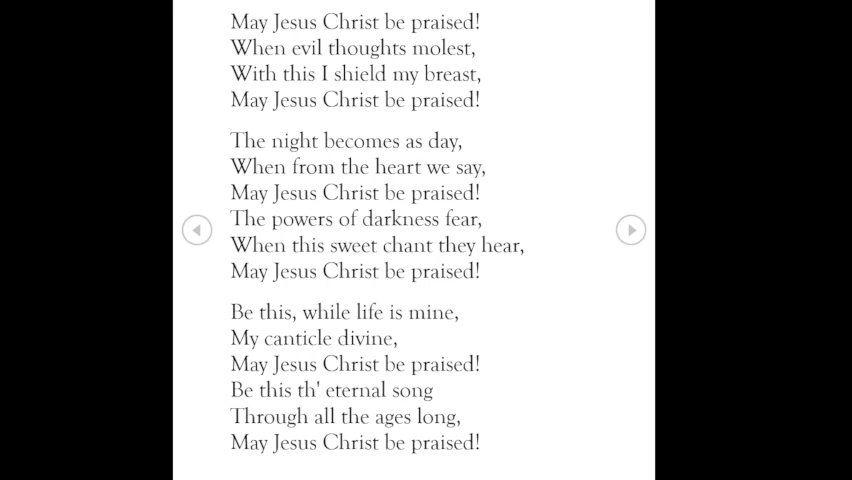 May Jesus Christ be praised!
When evil thoughts molest,
With this I shield my breast,
May Jesus Christ be praised!
The night becomes as day,
When from the heart we say,
May Jesus Christ be praised!
The powers of darkness fear,
When this sweet chant they hear,
May Jesus Christ be praised!
Be this, while life is mine,
My canticle divine,
May Jesus Christ be praised!
Be this th' eternal song
Through all the ages long,
May Jesus Christ be praised!